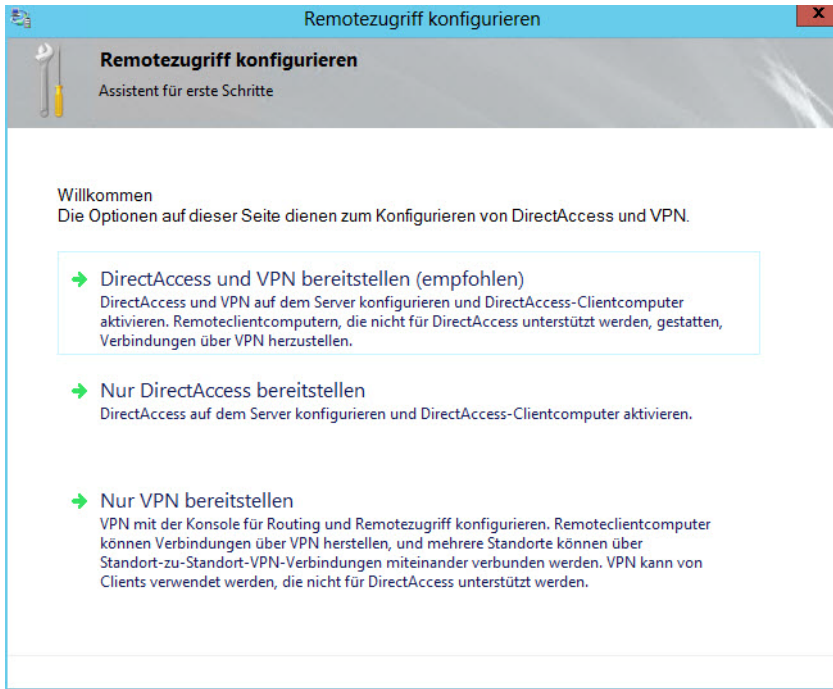 Remotezugriff konfigurieren
x
Remotezugriff konfigurieren
Assistent für erste Schritte
Willkommen
Die Optionen auf dieser Seite dienen zum Konfigurieren von DirectAccess und VPN.
DirectAccess und VPN bereitstellen (empfohlen)
DirectAccess und VPN auf dem Server konfigurieren und DirectAccess-Clientcomputer
aktivieren. Remoteclientcomputern, die nicht für DirectAccess unterstützt werden, gestatten,
Verbindungen über VPN herzustellen.
Nur DirectAccess bereitstellen
DirectAccess auf dem Server konfigurieren und DirectAccess-Clientcomputer aktivieren.
Nur VPN bereitstellen
VPN mit der Konsole für Routing und Remotezugriff konfigurieren. Remoteclientcomputer
können Verbindungen über VPN herstellen, und mehrere Standorte können über
Standort-zu-Standort-VPN-Verbindungen miteinander verbunden werden. VPN kann von
Clients verwendet werden, die nicht für DirectAccess unterstützt werden.